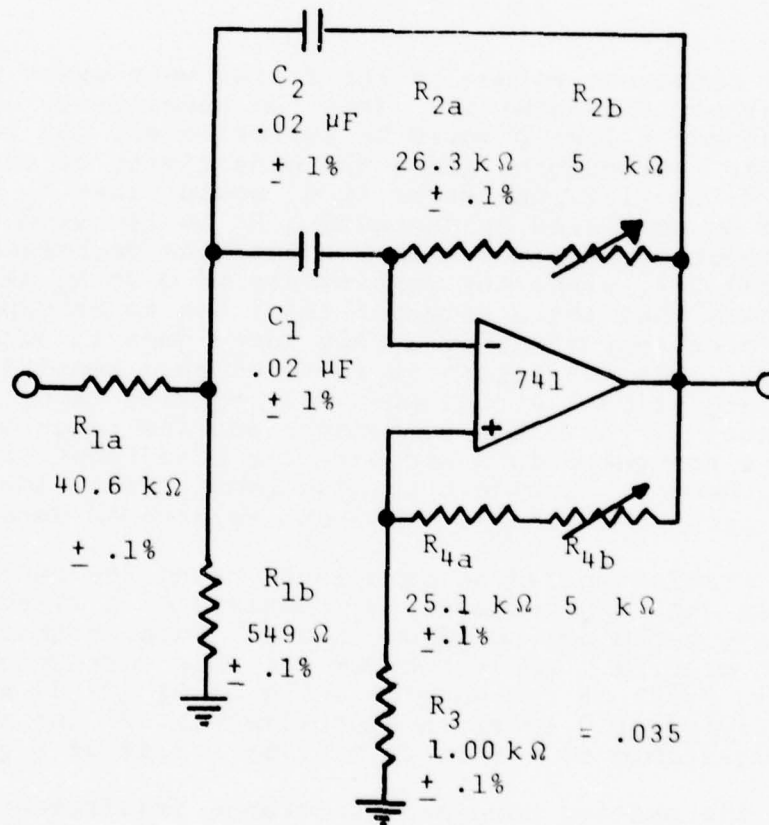 C2
.02 µF
± 1%
R2a
26.3 kΩ
± .1%
R2b
5 kΩ
C1
.02 µF
± 1%
-
741
+
R1a
40.6 kΩ
± .1%
R1b
549 Ω
± .1%
R4a
25.1 kΩ
±.1%
R4b
5 kΩ
R3
1.00 kΩ
± .1%
= .035